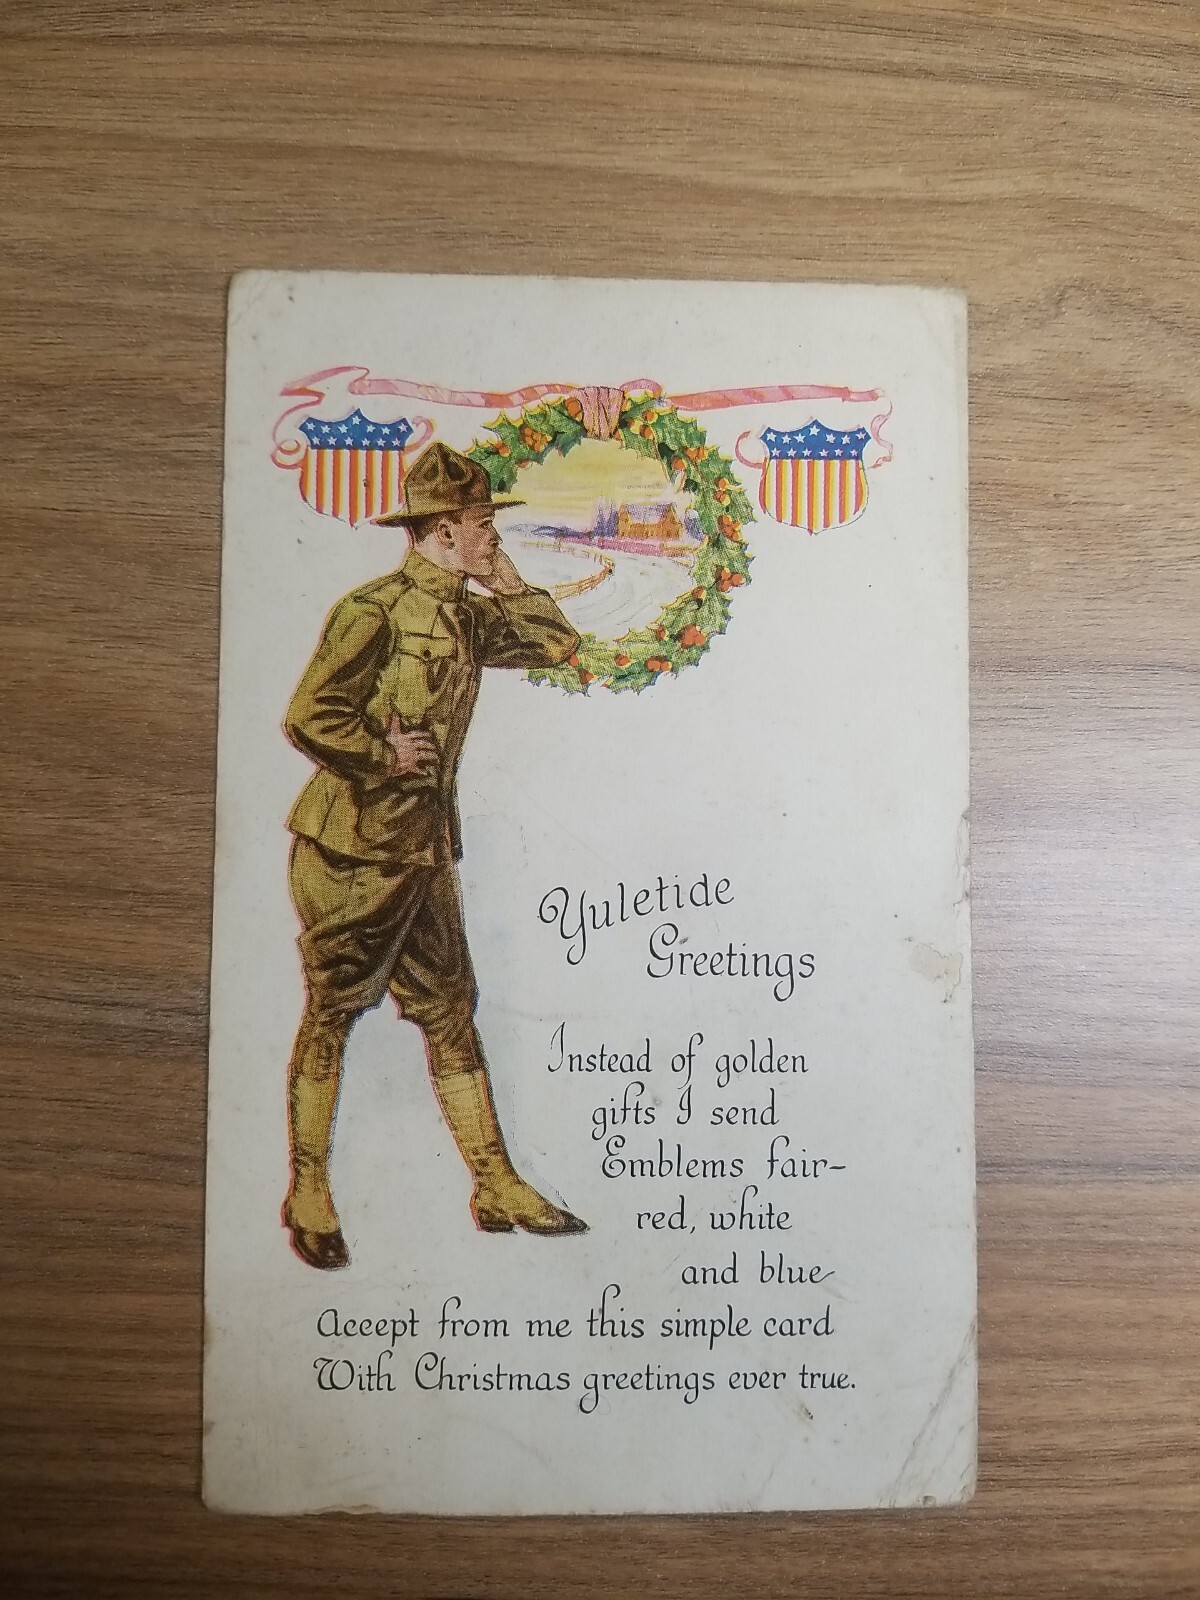 Yuletide
Greetings
Instead of golden
gifts I send
Emblems fair-
red, white
and blue
Accept from me this simple card
With Christmas greetings ever true.